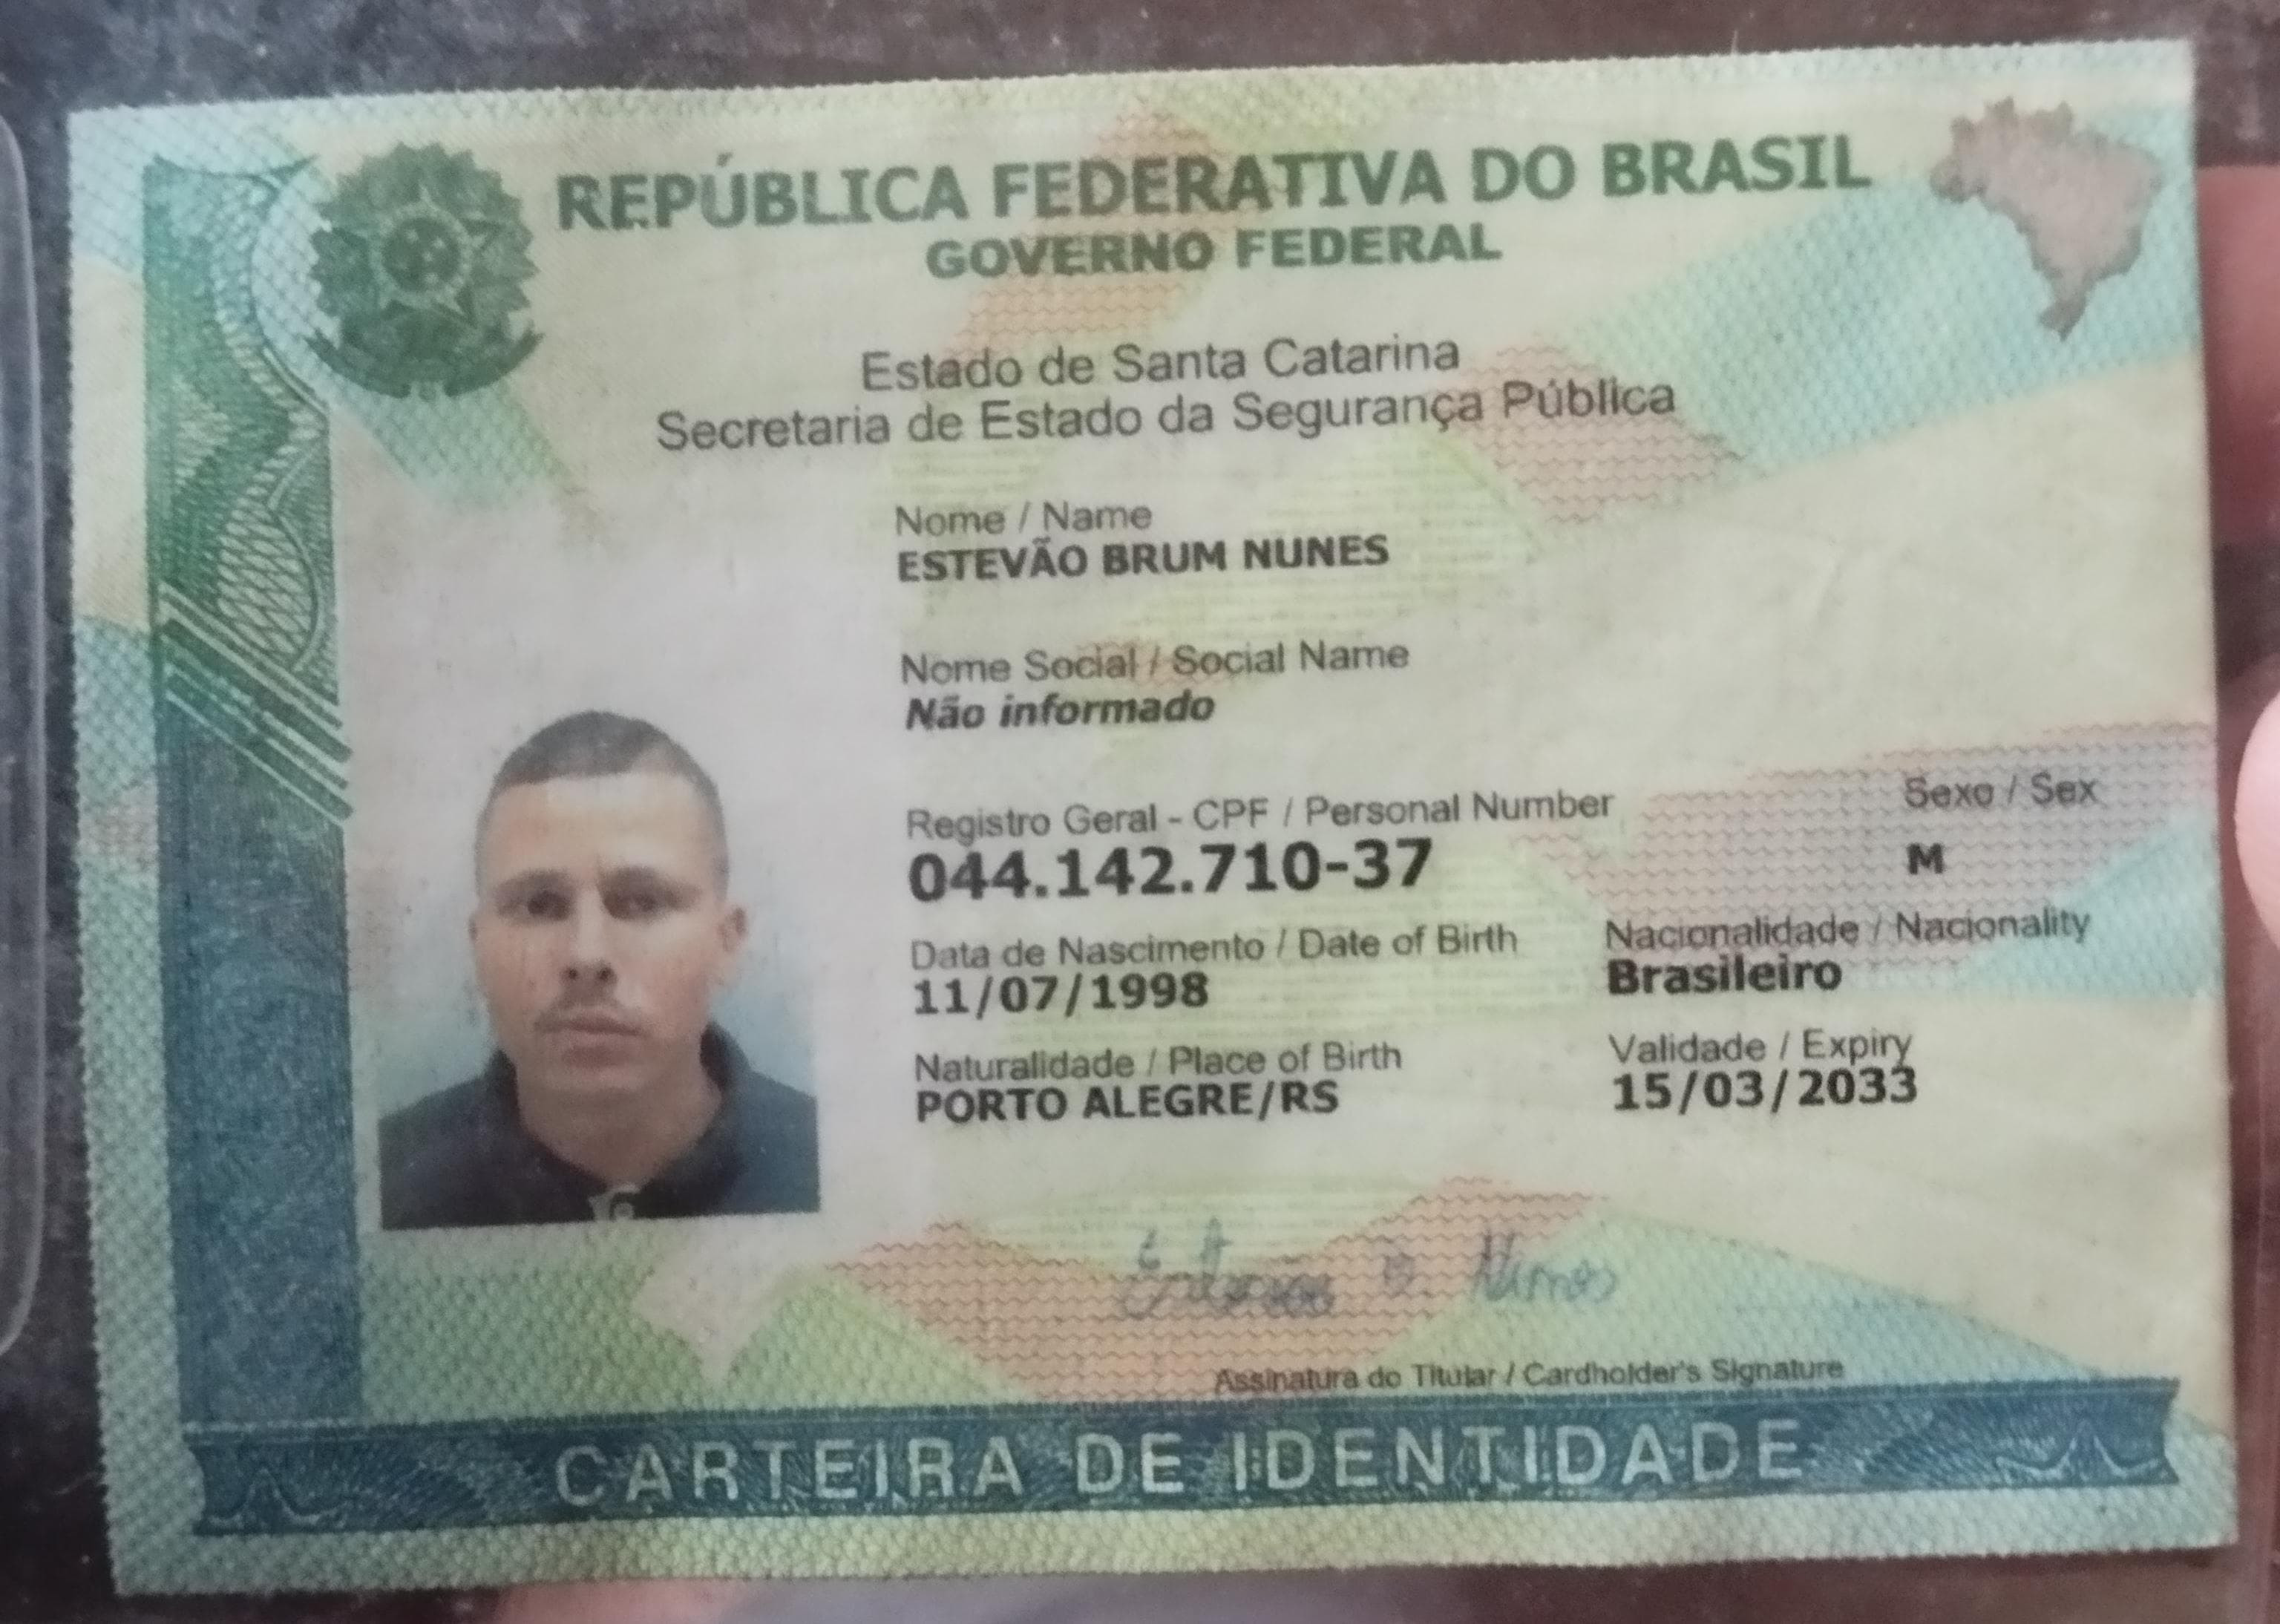 REPÚBLICA FEDERATIVA DO BRASIL
GOVERNO FEDERAL
Estado de Santa Catarina
Secretaria de Estado da Segurança Pública
Nome / Name
ESTEVÃO BRUM NUNES
Nome Social / Social Name
Não informado
Registro Geral - CPF / Personal Number
044.142.710-37
Sexo / Sex
M
Data de Nascimento / Date of Birth
11/07/1998
Nacionalidade / Nacionality
Brasileiro
Naturalidade / Place of Birth
PORTO ALEGRE/RS
Validade / Expiry
15/03/2033
Estevão B. Nunes
Assinatura do Titular / Cardholder's Signature
CARTEIRA DE IDENTIDADE